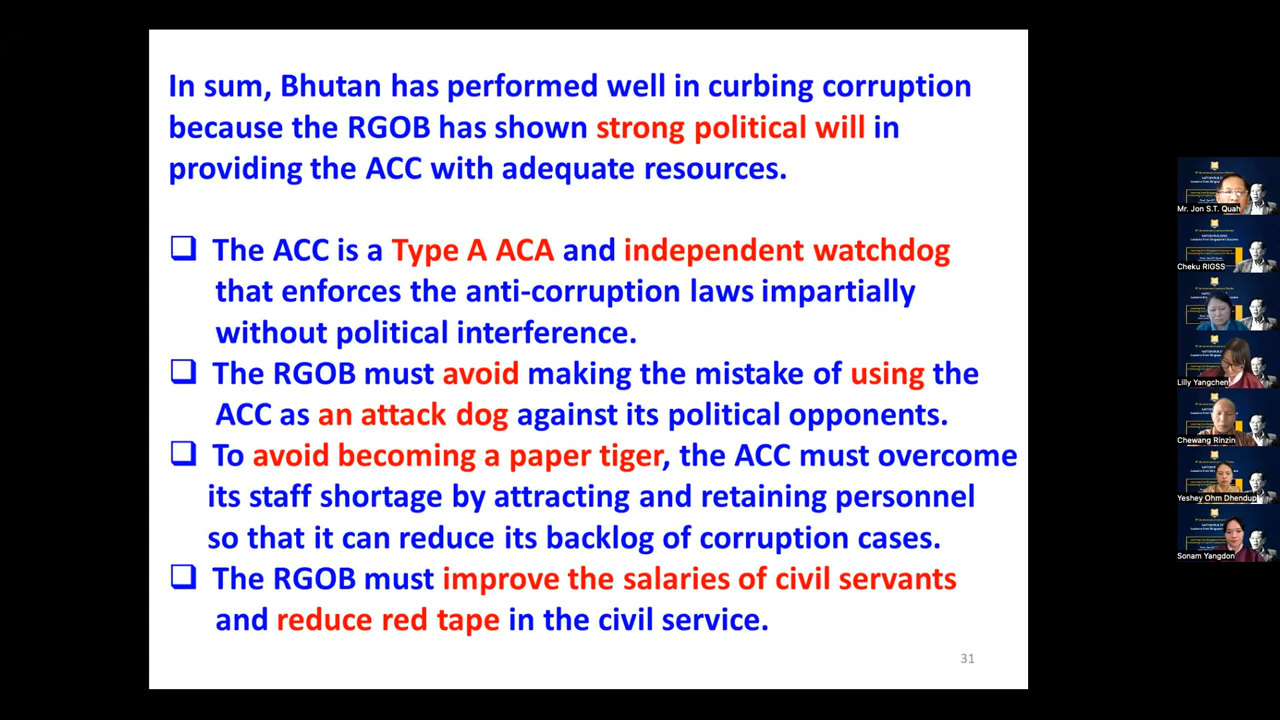 In sum, Bhutan has performed well in curbing corruption
because the RGOB has shown strong political will in
providing the ACC with adequate resources.
❑ The ACC is a Type A ACA and independent watchdog
that enforces the anti-corruption laws impartially
without political interference.
❑ The RGOB must avoid making the mistake of using the
ACC as an attack dog against its political opponents.
❑ To avoid becoming a paper tiger, the ACC must overcome
its staff shortage by attracting and retaining personnel
so that it can reduce its backlog of corruption cases.
❑ The RGOB must improve the salaries of civil servants
and reduce red tape in the civil service.
31
Mr. Jon S.T. Quah
Cheku RIGSS
Lilly Yangchen
Chewang Rinzin
Yeshey Ohm Dhendup
Sonam Yangdon